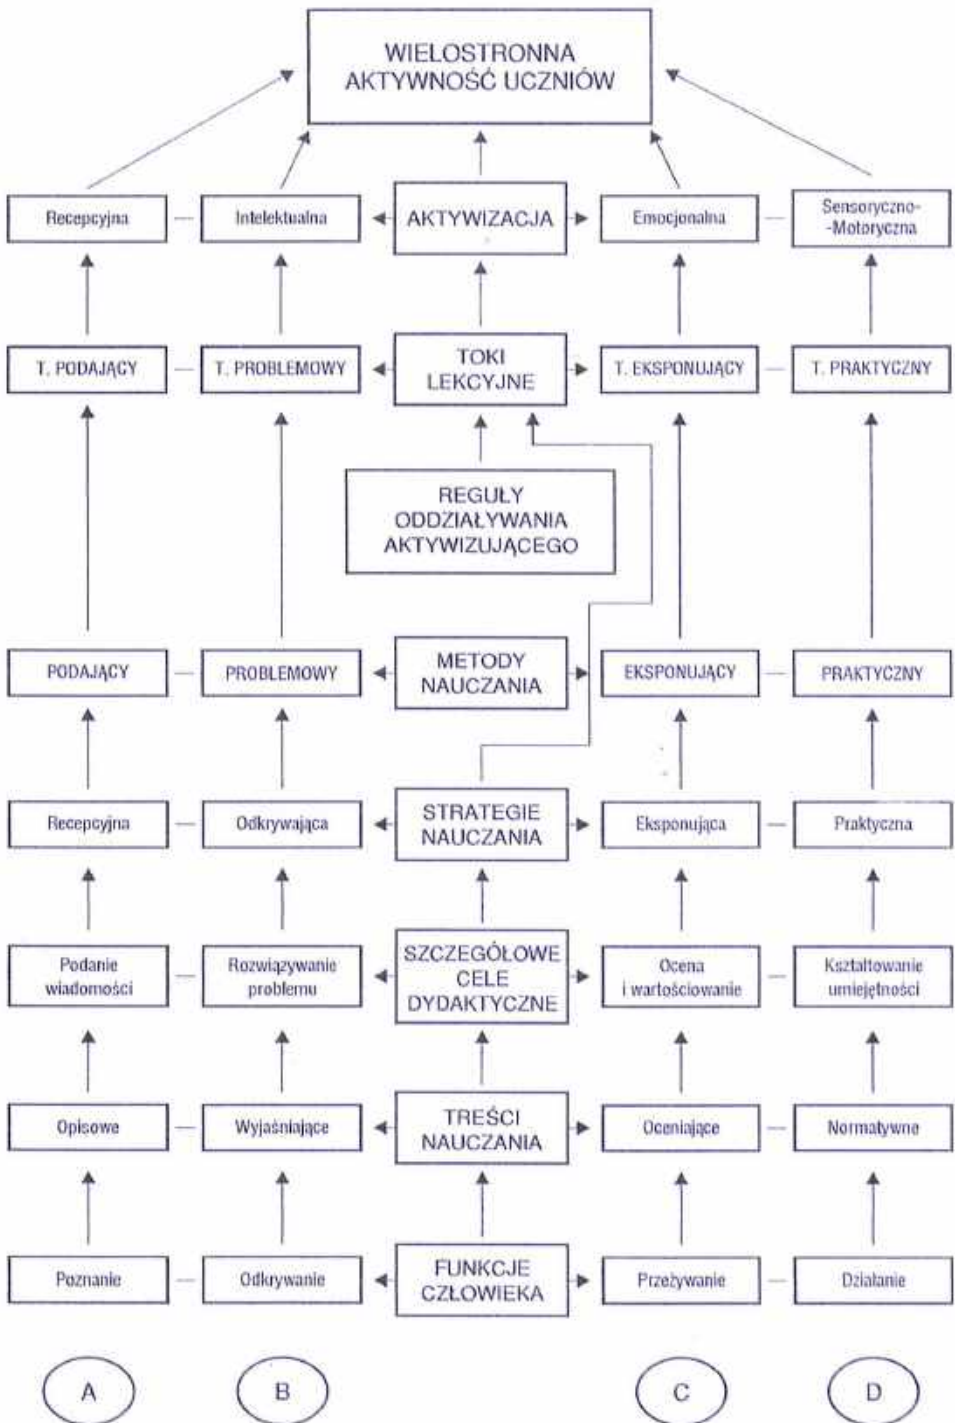 WIELOSTRONNA
AKTYWNOŚĆ UCZNIÓW
Recepcyjna
Intelektualna
AKTYWIZACJA
Emocjonalna
Sensoryczno-
-Motoryczna
T. PODAJĄCY
T. PROBLEMOWY
TOKI
LEKCYJNE
T. EKSPONUJĄCY
T. PRAKTYCZNY
REGUŁY
ODDZIAŁYWANIA
AKTYWIZUJĄCEGO
PODAJĄCY
PROBLEMOWY
METODY
NAUCZANIA
EKSPONUJĄCY
PRAKTYCZNY
Recepcyjna
Odkrywająca
STRATEGIE
NAUCZANIA
Eksponująca
Praktyczna
Podanie
wiadomości
Rozwiązywanie
problemu
SZCZEGÓŁOWE
CELE
DYDAKTYCZNE
Ocena
i wartościowanie
Kształtowanie
umiejętności
Opisowe
Wyjaśniające
TREŚCI
NAUCZANIA
Oceniające
Normatywne
Poznanie
Odkrywanie
FUNKCJE
CZŁOWIEKA
Przeżywanie
Działanie
A
B
C
D